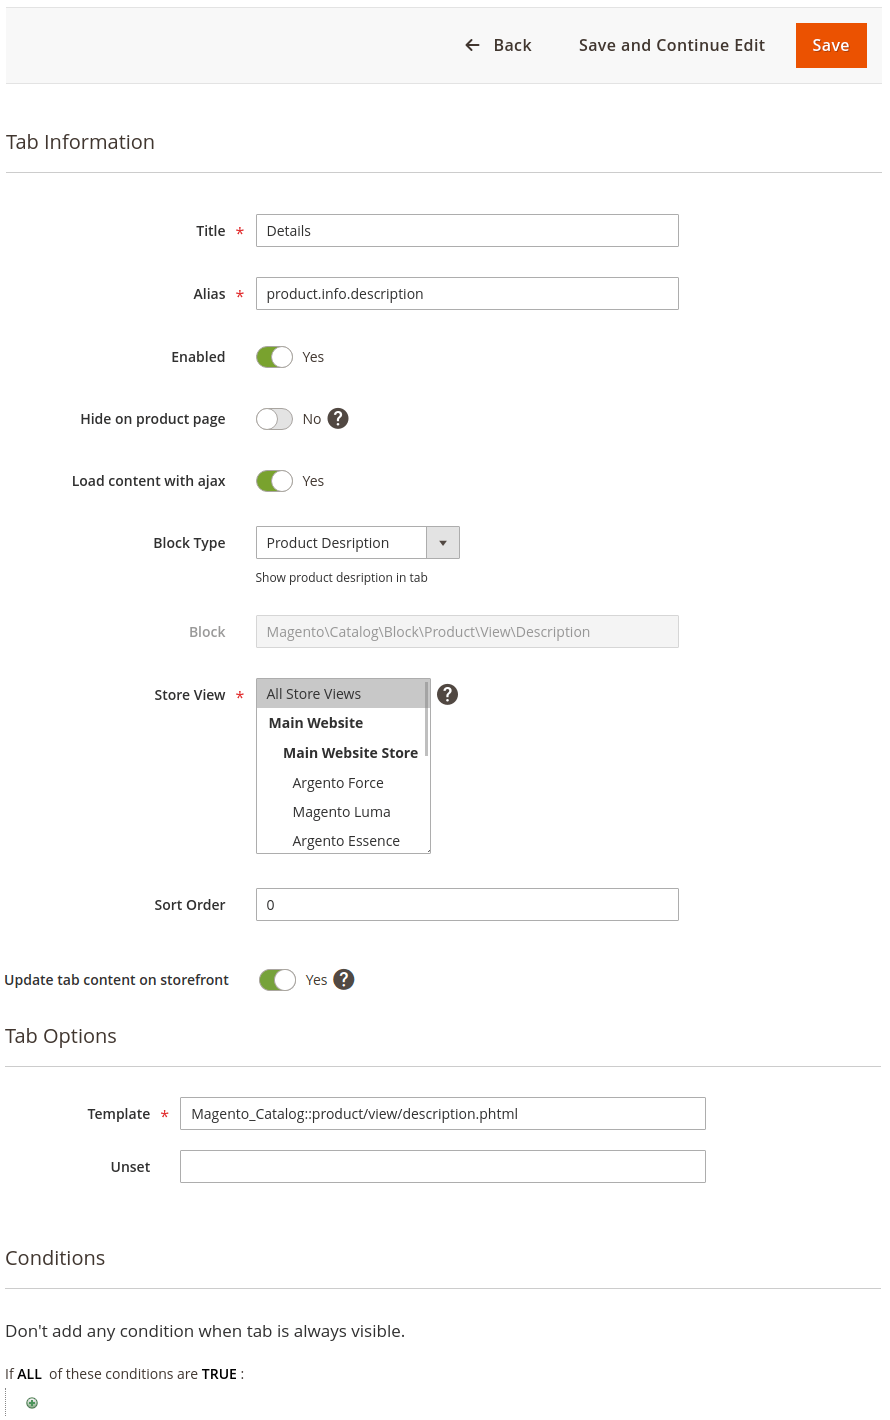 ← Back Save and Continue Edit Save
Tab Information
Title * Details
Alias * product.info.description
Enabled Yes
Hide on product page No ?
Load content with ajax Yes
Block Type Product Desription
Show product desription in tab
Block Magento\Catalog\Block\Product\View\Description
Store View * All Store Views ?
Main Website
Main Website Store
Argento Force
Magento Luma
Argento Essence
Sort Order 0
Update tab content on storefront Yes ?
Tab Options
Template * Magento_Catalog::product/view/description.phtml
Unset
Conditions
Don't add any condition when tab is always visible.
If ALL of these conditions are TRUE :